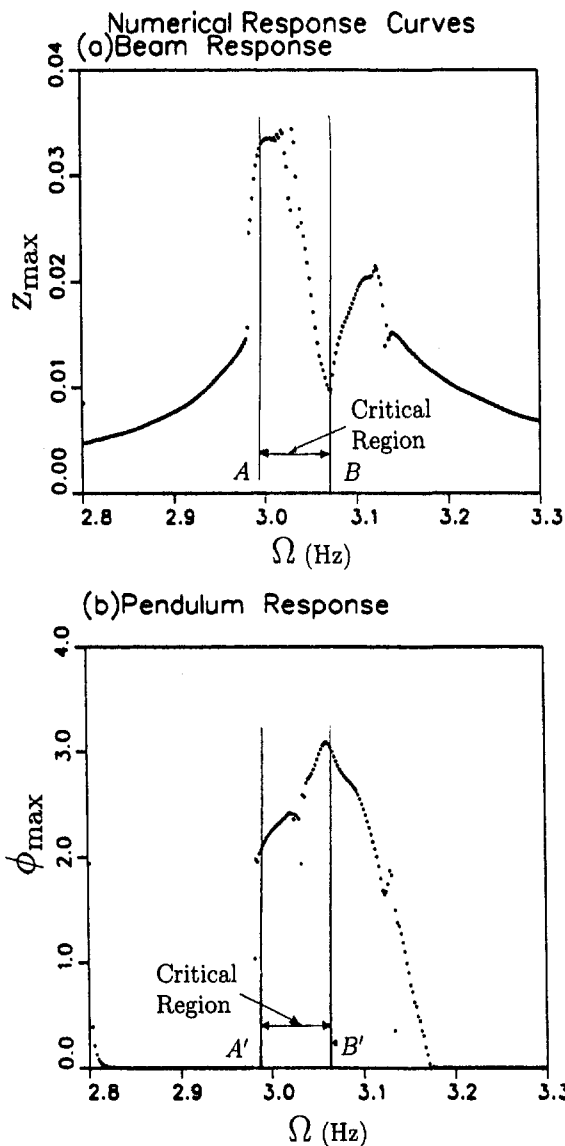 Numerical Response Curves
(a)Beam Response
0.04
0.03
0.02
0.01
0.00
Zmax
Critical
Region
A
B
2.8
2.9
3.0
3.1
3.2
3.3
Ω (Hz)
(b)Pendulum Response
4.0
3.0
2.0
1.0
0.0
ϕmax
Critical
Region
A′
B′
2.8
2.9
3.0
3.1
3.2
3.3
Ω (Hz)